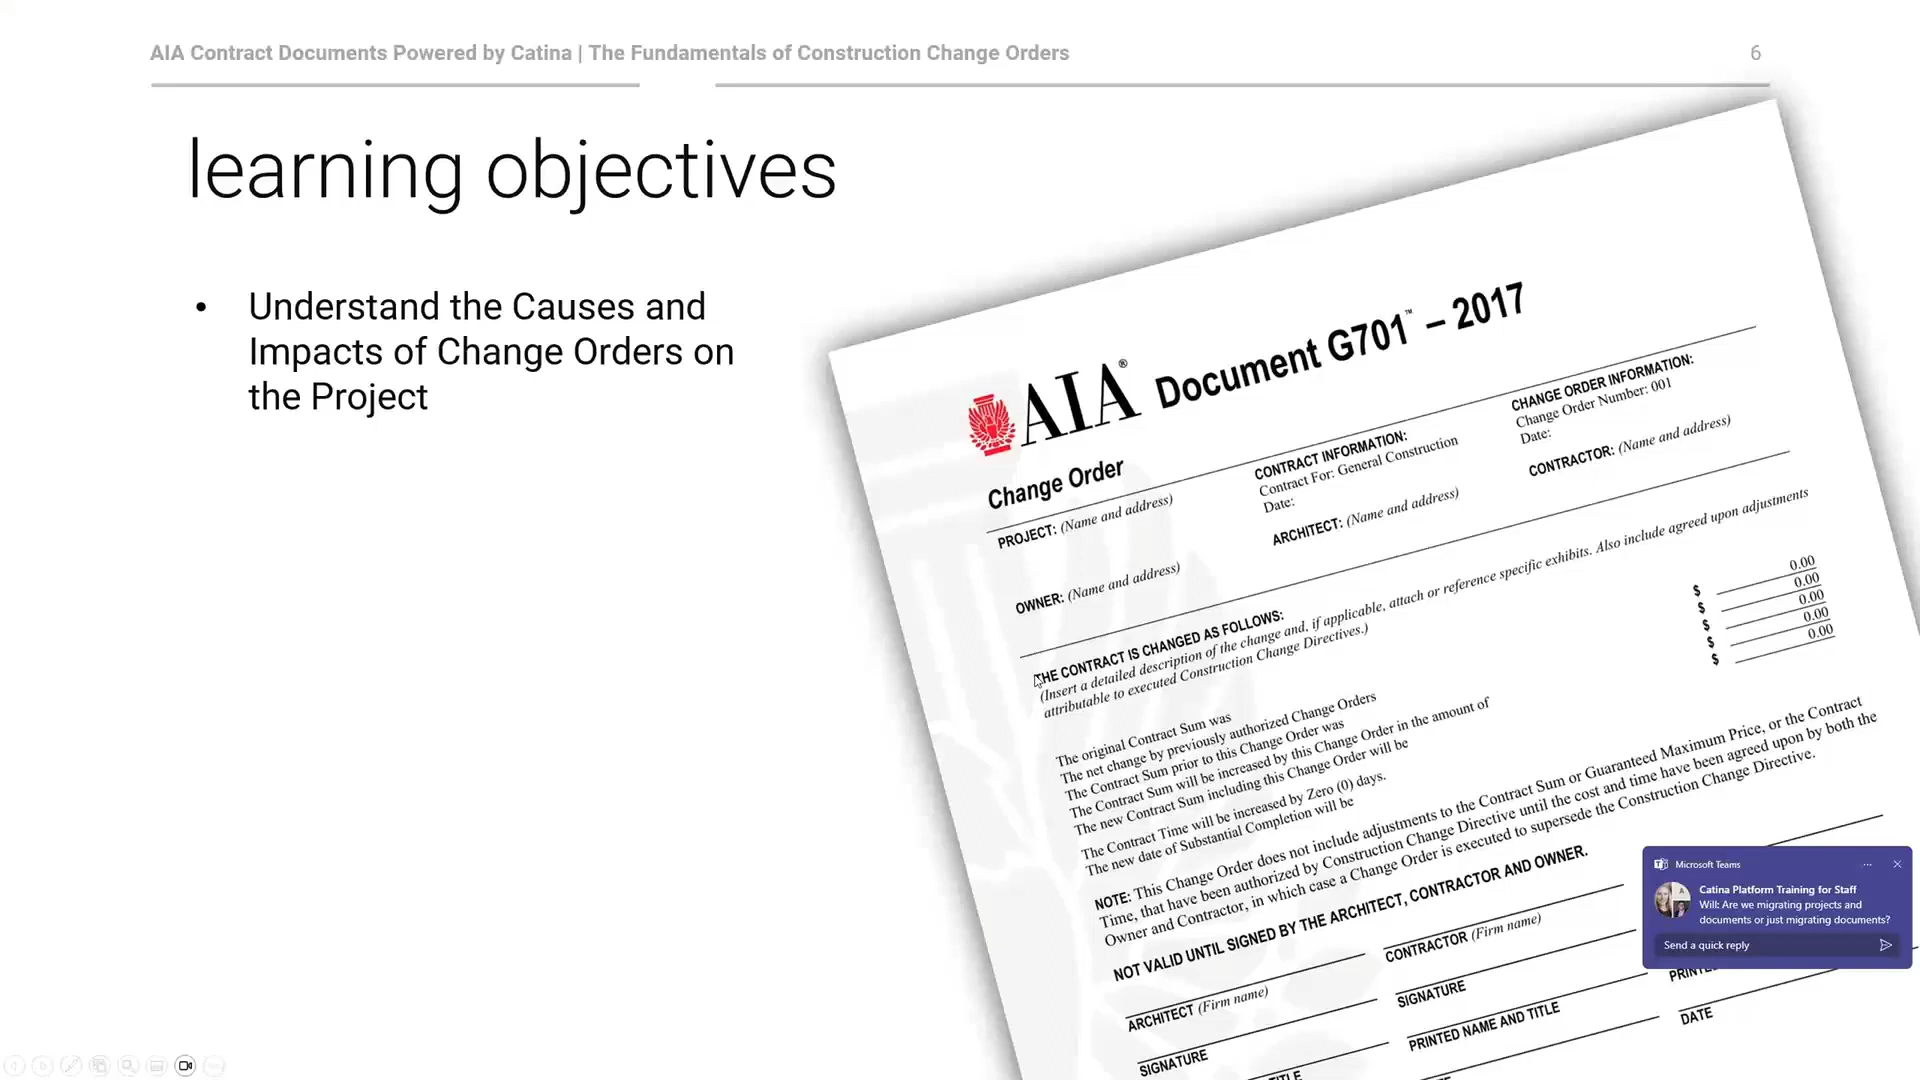 AIA Contract Documents Powered by Catina | The Fundamentals of Construction Change Orders
6
learning objectives
• Understand the Causes and
Impacts of Change Orders on
the Project
AIA® Document G701™ – 2017
Change Order
PROJECT: (Name and address)
OWNER: (Name and address)
CONTRACT INFORMATION:
Contract For: General Construction
Date:
ARCHITECT: (Name and address)
CHANGE ORDER INFORMATION:
Change Order Number: 001
Date:
CONTRACTOR: (Name and address)
THE CONTRACT IS CHANGED AS FOLLOWS:
(Insert a detailed description of the change and, if applicable, attach or reference specific exhibits. Also include agreed upon adjustments
attributable to executed Construction Change Directives.)
The original Contract Sum was $ 0.00
The net change by previously authorized Change Orders $ 0.00
The Contract Sum prior to this Change Order was $ 0.00
The Contract Sum will be increased by this Change Order in the amount of $ 0.00
The new Contract Sum including this Change Order will be $ 0.00
The Contract Time will be increased by Zero (0) days.
The new date of Substantial Completion will be
NOTE: This Change Order does not include adjustments to the Contract Sum or Guaranteed Maximum Price, or the Contract
Time, that have been authorized by Construction Change Directive until the cost and time have been agreed upon by both the
Owner and Contractor, in which case a Change Order is executed to supersede the Construction Change Directive.
NOT VALID UNTIL SIGNED BY THE ARCHITECT, CONTRACTOR AND OWNER.
ARCHITECT (Firm name)
SIGNATURE
TITLE
CONTRACTOR (Firm name)
SIGNATURE
PRINTED NAME AND TITLE
DATE
Microsoft Teams
Catina Platform Training for Staff
Will: Are we migrating projects and
documents or just migrating documents?
Send a quick reply